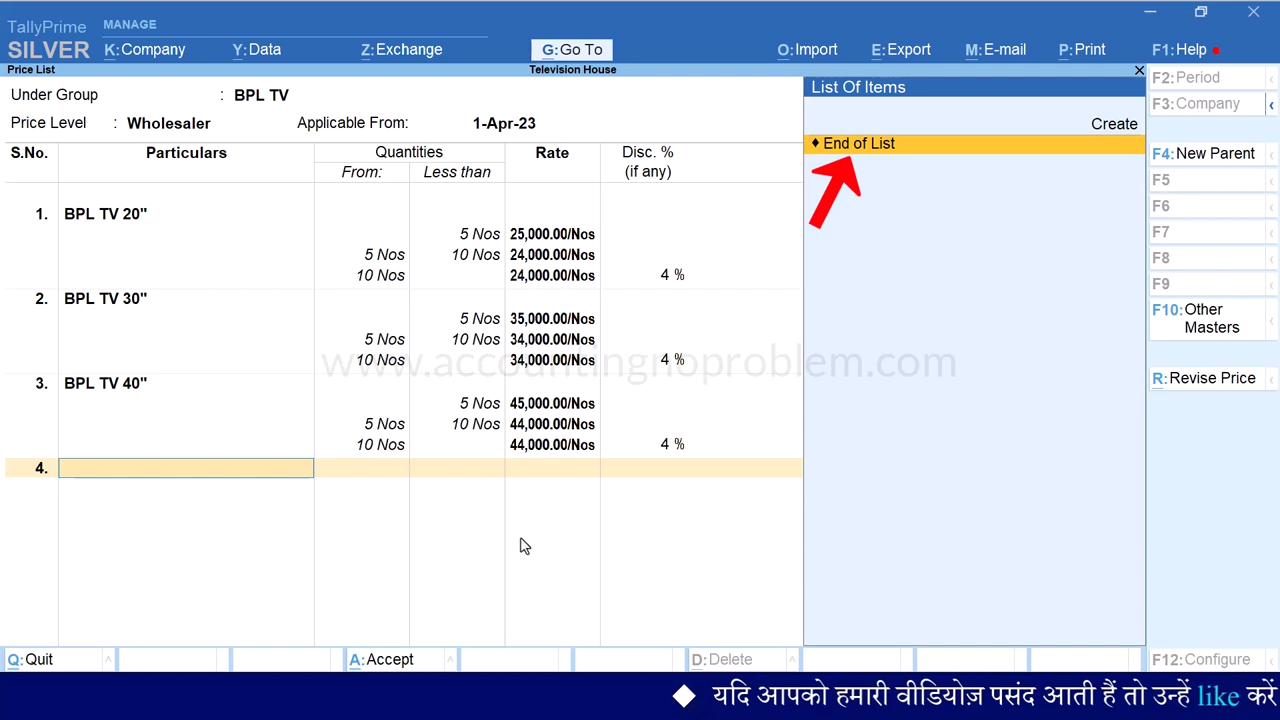 TallyPrime MANAGE
SILVER K:Company Y:Data Z:Exchange G:Go To O:Import E:Export M:E-mail P:Print F1:Help
Price List Television House
Under Group : BPL TV
Price Level : Wholesaler Applicable From: 1-Apr-23
S.No. Particulars Quantities Rate Disc. %
From: Less than (if any)
1. BPL TV 20"
5 Nos 25,000.00/Nos
5 Nos 10 Nos 24,000.00/Nos
10 Nos 24,000.00/Nos 4 %
2. BPL TV 30"
5 Nos 35,000.00/Nos
5 Nos 10 Nos 34,000.00/Nos
10 Nos 34,000.00/Nos 4 %
www.accountingnoproblem.com
3. BPL TV 40"
5 Nos 45,000.00/Nos
5 Nos 10 Nos 44,000.00/Nos
10 Nos 44,000.00/Nos 4 %
4.
List Of Items
Create
♦ End of List
F2:Period
F3:Company
F4:New Parent
F5
F6
F7
F8
F9
F10:Other
Masters
R:Revise Price
Q:Quit A:Accept D:Delete F12:Configure
◆ यदि आपको हमारी वीडियोज़ पसंद आती हैं तो उन्हें like करें